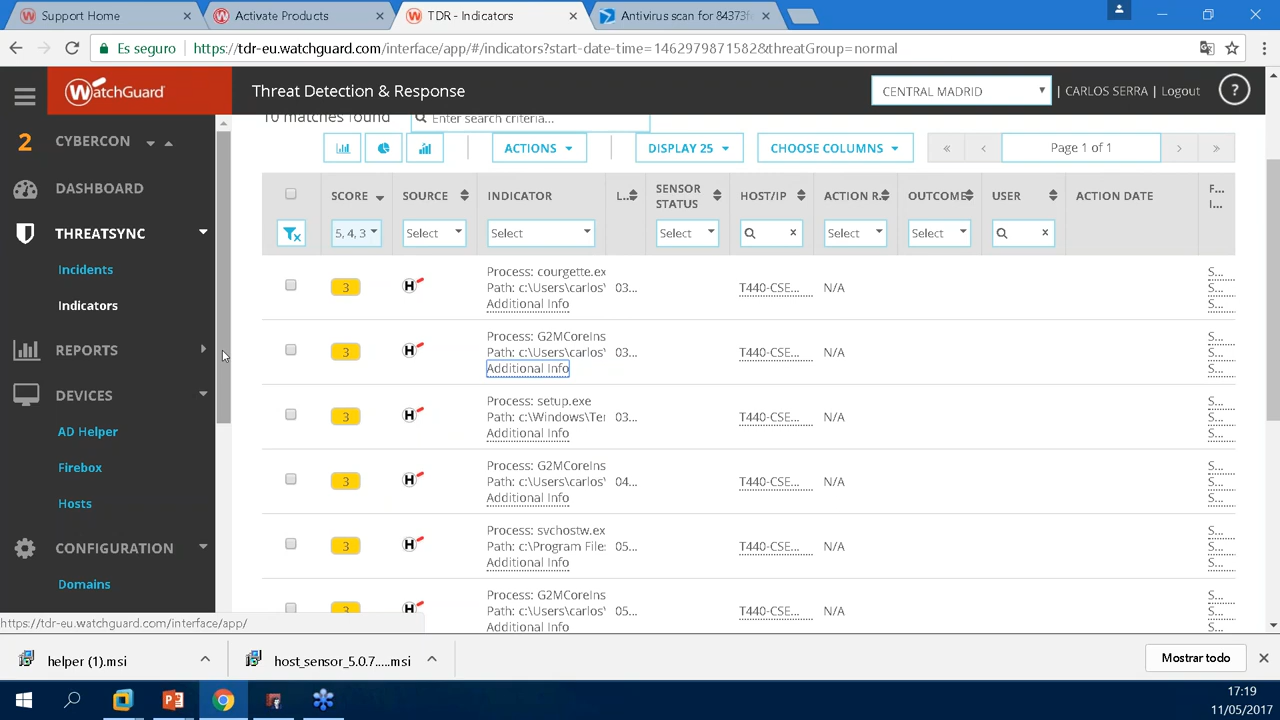 Support Home
Activate Products
TDR - Indicators
Antivirus scan for 84373f
Es seguro
https://tdr-eu.watchguard.com/interface/app/#/indicators?start-date-time=1462979871582&threatGroup=normal
WatchGuard
Threat Detection & Response
CENTRAL MADRID
| CARLOS SERRA | Logout
?
2
CYBERCON
DASHBOARD
THREATSYNC
Incidents
Indicators
REPORTS
DEVICES
AD Helper
Firebox
Hosts
CONFIGURATION
Domains
10 matches found
Enter search criteria...
ACTIONS
DISPLAY 25
CHOOSE COLUMNS
«
‹
Page 1 of 1
›
»
SCORE
SOURCE
INDICATOR
L...
SENSOR STATUS
HOST/IP
ACTION R...
OUTCOME
USER
ACTION DATE
F... I...
5, 4, 3
Select
Select
Select
×
Select
Select
×
3
H
Process: courgette.ex
Path: c:\Users\carlos\
Additional Info
03...
T440-CSE...
N/A
S...
S...
S...
3
H
Process: G2MCoreIns
Path: c:\Users\carlos\
Additional Info
03...
T440-CSE...
N/A
S...
S...
S...
3
H
Process: setup.exe
Path: c:\Windows\Ter
Additional Info
03...
T440-CSE...
N/A
S...
S...
S...
3
H
Process: G2MCoreIns
Path: c:\Users\carlos\
Additional Info
04...
T440-CSE...
N/A
S...
S...
S...
3
H
Process: svchostw.ex
Path: c:\Program Files
Additional Info
05...
T440-CSE...
N/A
S...
S...
S...
3
H
Process: G2MCoreIns
Path: c:\Users\carlos\
Additional Info
05...
T440-CSE...
N/A
S...
S...
S...
https://tdr-eu.watchguard.com/interface/app/
helper (1).msi
host_sensor_5.0.7.....msi
Mostrar todo
17:19
11/05/2017